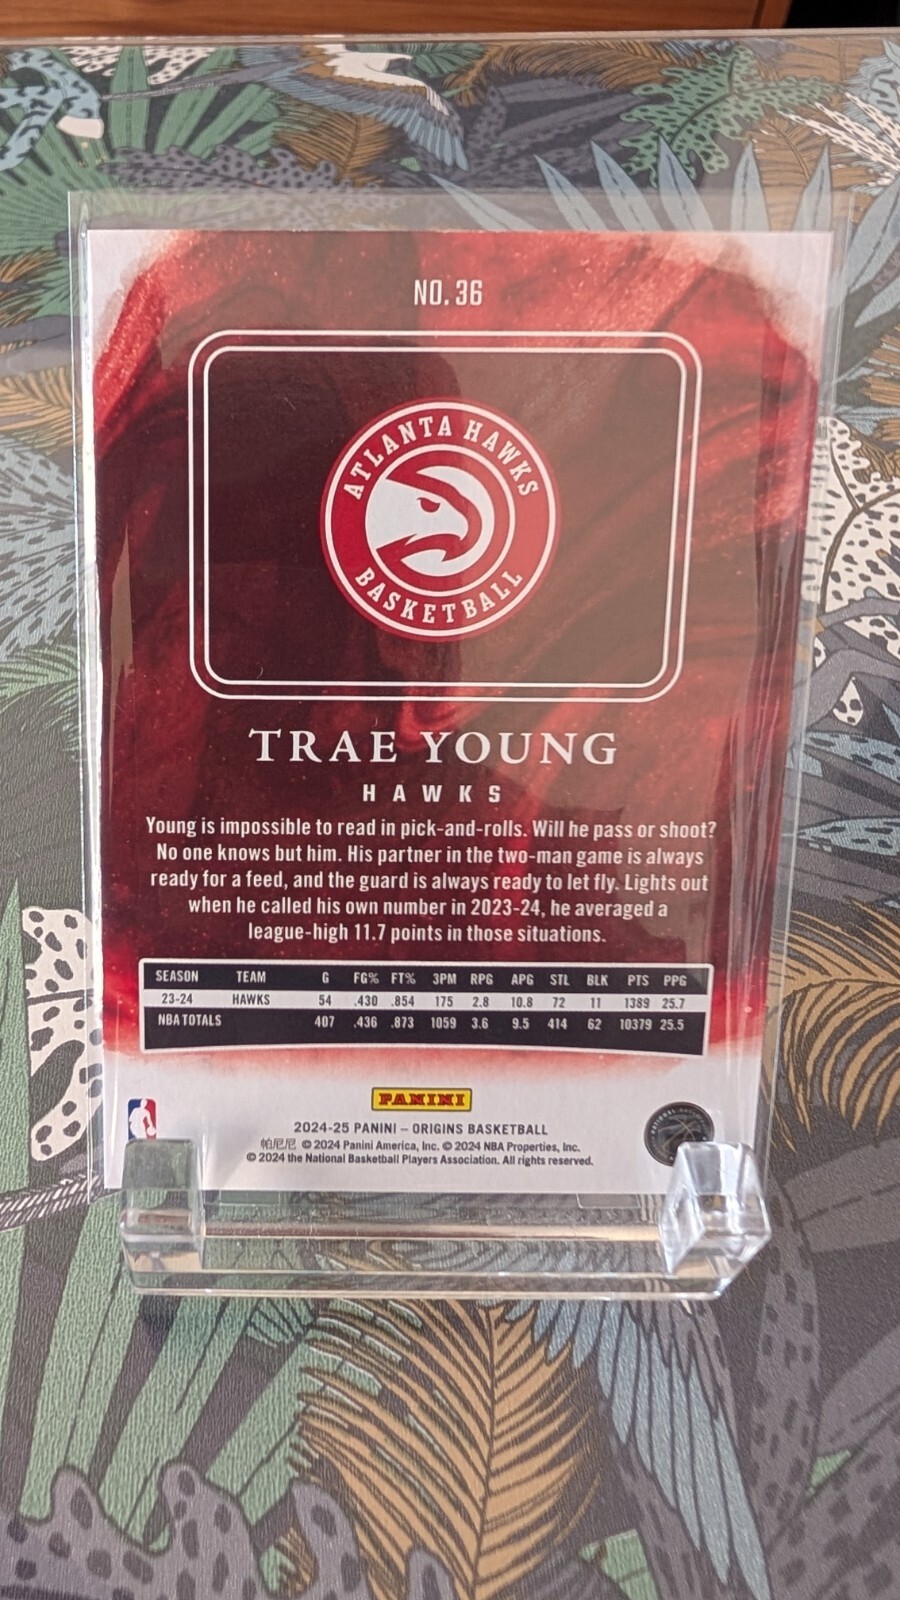 NO. 36
ATLANTA HAWKS
BASKETBALL
TRAE YOUNG
HAWKS
Young is impossible to read in pick-and-rolls. Will he pass or shoot?
No one knows but him. His partner in the two-man game is always
ready for a feed, and the guard is always ready to let fly. Lights out
when he called his own number in 2023-24, he averaged a
league-high 11.7 points in those situations.
SEASON TEAM G FG% FT% 3PM RPG APG STL BLK PTS PPG
23-24 HAWKS 54 .430 .854 175 2.8 10.8 72 11 1389 25.7
NBA TOTALS 407 .436 .873 1059 3.6 9.5 414 62 10379 25.5
PANINI
2024-25 PANINI – ORIGINS BASKETBALL
帕尼尼 © 2024 Panini America, Inc. © 2024 NBA Properties, Inc.
© 2024 the National Basketball Players Association. All rights reserved.